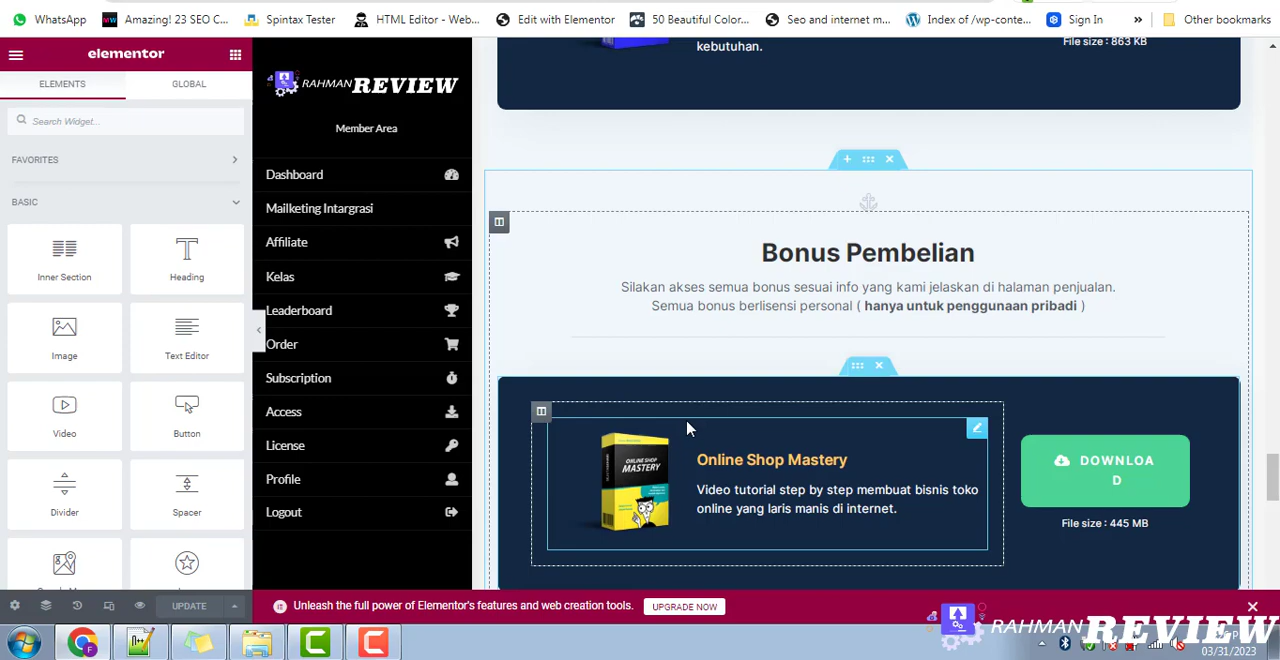 WhatsApp
Amazing! 23 SEO C...
Spintax Tester
HTML Editor - Web...
Edit with Elementor
50 Beautiful Color...
Seo and internet m...
Index of /wp-conte...
Sign In
»
Other bookmarks
elementor
ELEMENTS
GLOBAL
Search Widget...
FAVORITES
BASIC
Inner Section
Heading
Image
Text Editor
Video
Button
Divider
Spacer
UPDATE
RAHMAN REVIEW
Member Area
Dashboard
Mailketing Intargrasi
Affiliate
Kelas
Leaderboard
Order
Subscription
Access
License
Profile
Logout
kebutuhan.
File size : 863 KB
Bonus Pembelian
Silakan akses semua bonus sesuai info yang kami jelaskan di halaman penjualan.
Semua bonus berlisensi personal ( hanya untuk penggunaan pribadi )
ONLINE SHOP
MASTERY
Online Shop Mastery
Video tutorial step by step membuat bisnis toko
online yang laris manis di internet.
DOWNLOA
D
File size : 445 MB
Unleash the full power of Elementor's features and web creation tools.
UPGRADE NOW
RAHMAN REVIEW
03/31/2023